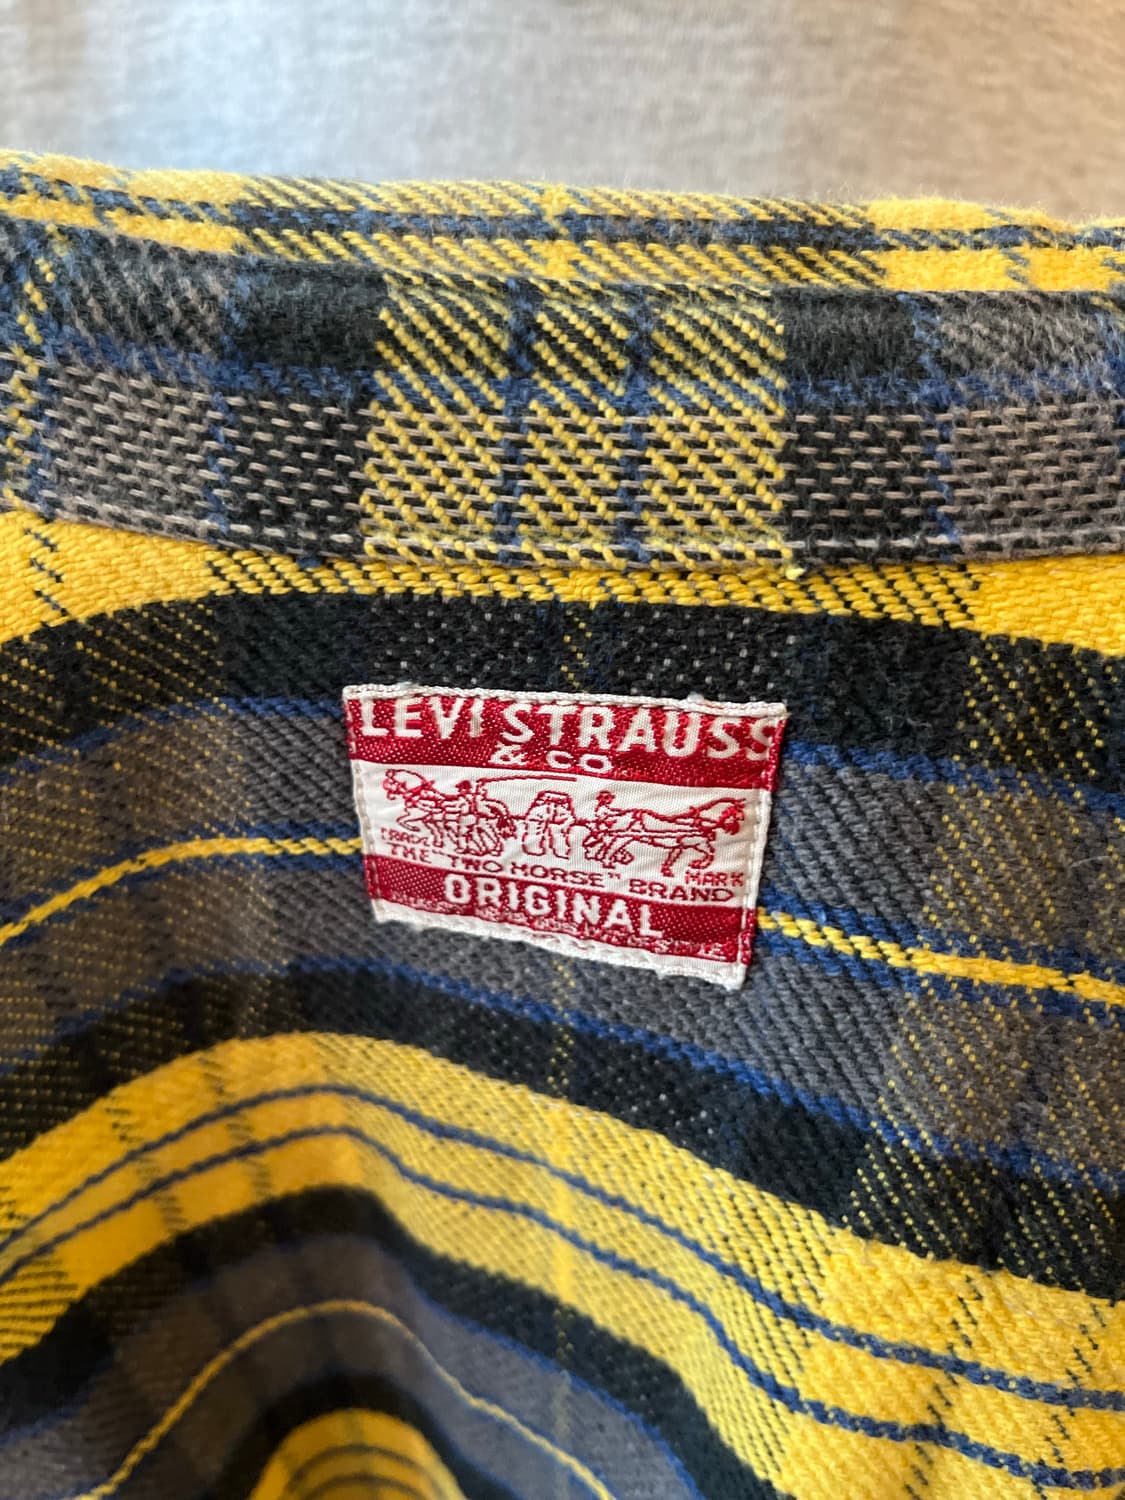 LEVI STRAUSS
& CO
TRADE MARK
THE "TWO HORSE" BRAND
ORIGINAL